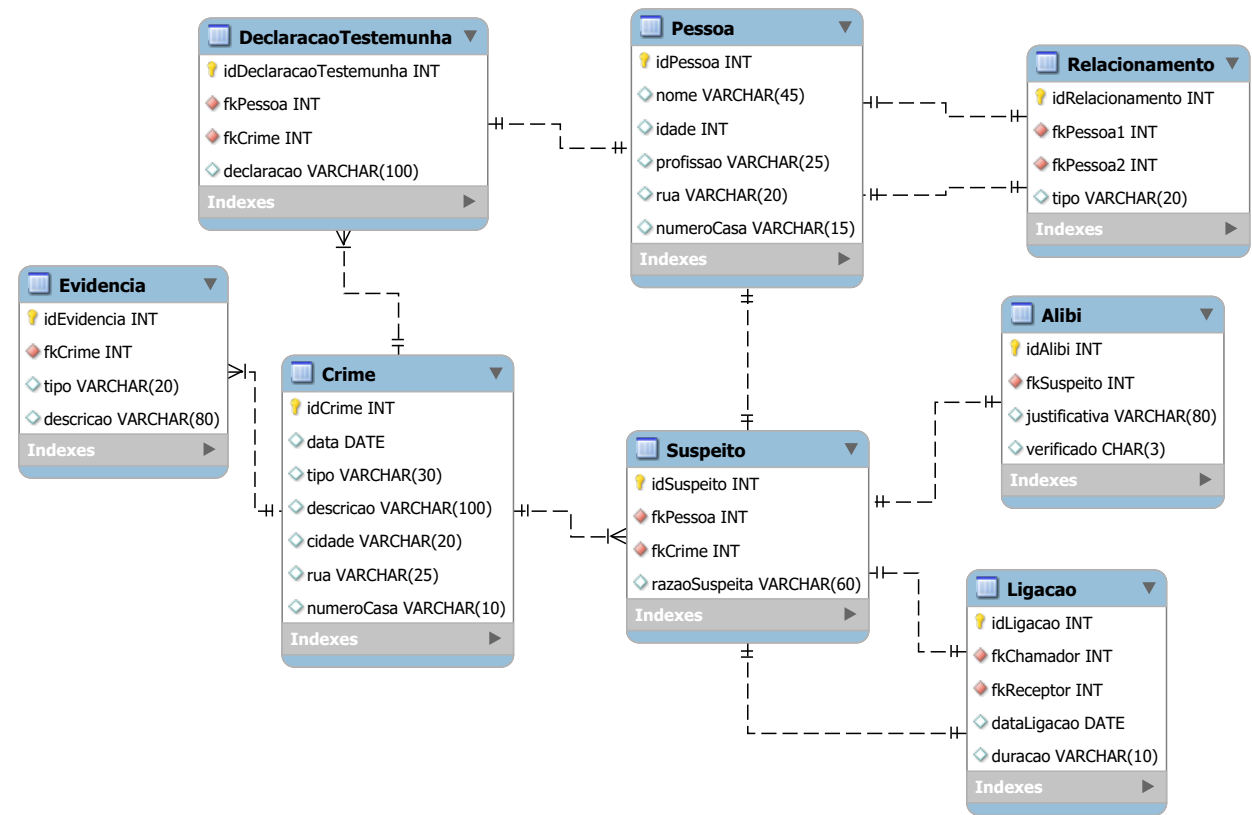 DeclaracaoTestemunha
idDeclaracaoTestemunha INT
fkPessoa INT
fkCrime INT
declaracao VARCHAR(100)
Indexes
Pessoa
idPessoa INT
nome VARCHAR(45)
idade INT
profissao VARCHAR(25)
rua VARCHAR(20)
numeroCasa VARCHAR(15)
Indexes
Relacionamento
idRelacionamento INT
fkPessoa1 INT
fkPessoa2 INT
tipo VARCHAR(20)
Indexes
Evidencia
idEvidencia INT
fkCrime INT
tipo VARCHAR(20)
descricao VARCHAR(80)
Indexes
Crime
idCrime INT
data DATE
tipo VARCHAR(30)
descricao VARCHAR(100)
cidade VARCHAR(20)
rua VARCHAR(25)
numeroCasa VARCHAR(10)
Indexes
Suspeito
idSuspeito INT
fkPessoa INT
fkCrime INT
razaoSuspeita VARCHAR(60)
Indexes
Alibi
idAlibi INT
fkSuspeito INT
justificativa VARCHAR(80)
verificado CHAR(3)
Indexes
Ligacao
idLigacao INT
fkChamador INT
fkReceptor INT
dataLigacao DATE
duracao VARCHAR(10)
Indexes